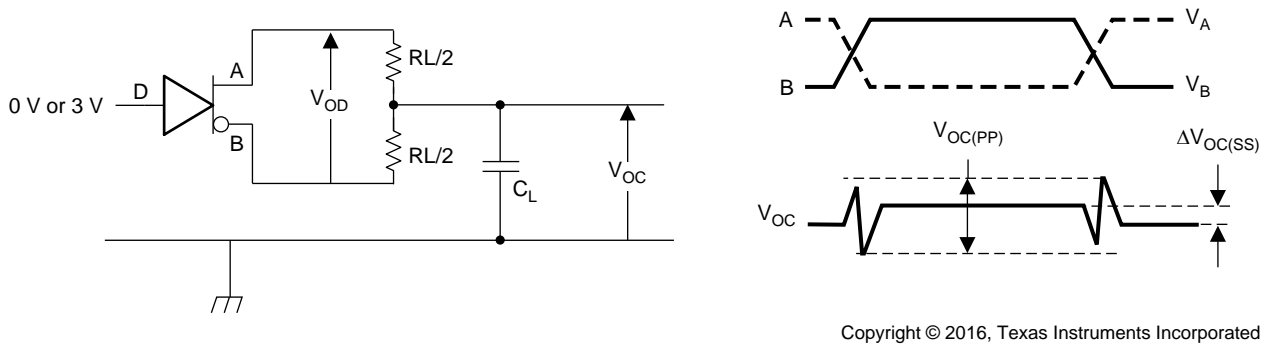 0 V or 3 V
D
A
B
V_OD
RL/2
RL/2
C_L
V_OC
A
V_A
B
V_B
V_OC(PP)
ΔV_OC(SS)
V_OC
Copyright © 2016, Texas Instruments Incorporated